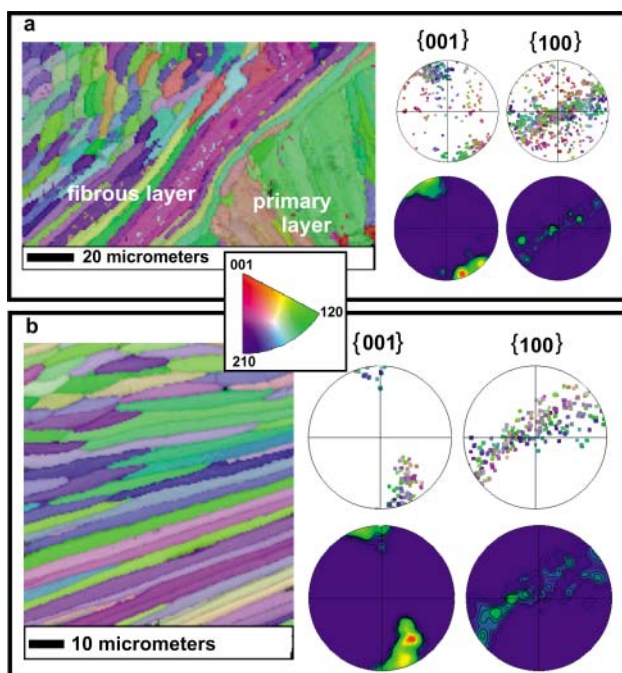 a
{001}
{100}
fibrous layer
primary
layer
20 micrometers
001
120
210
b
{001}
{100}
10 micrometers